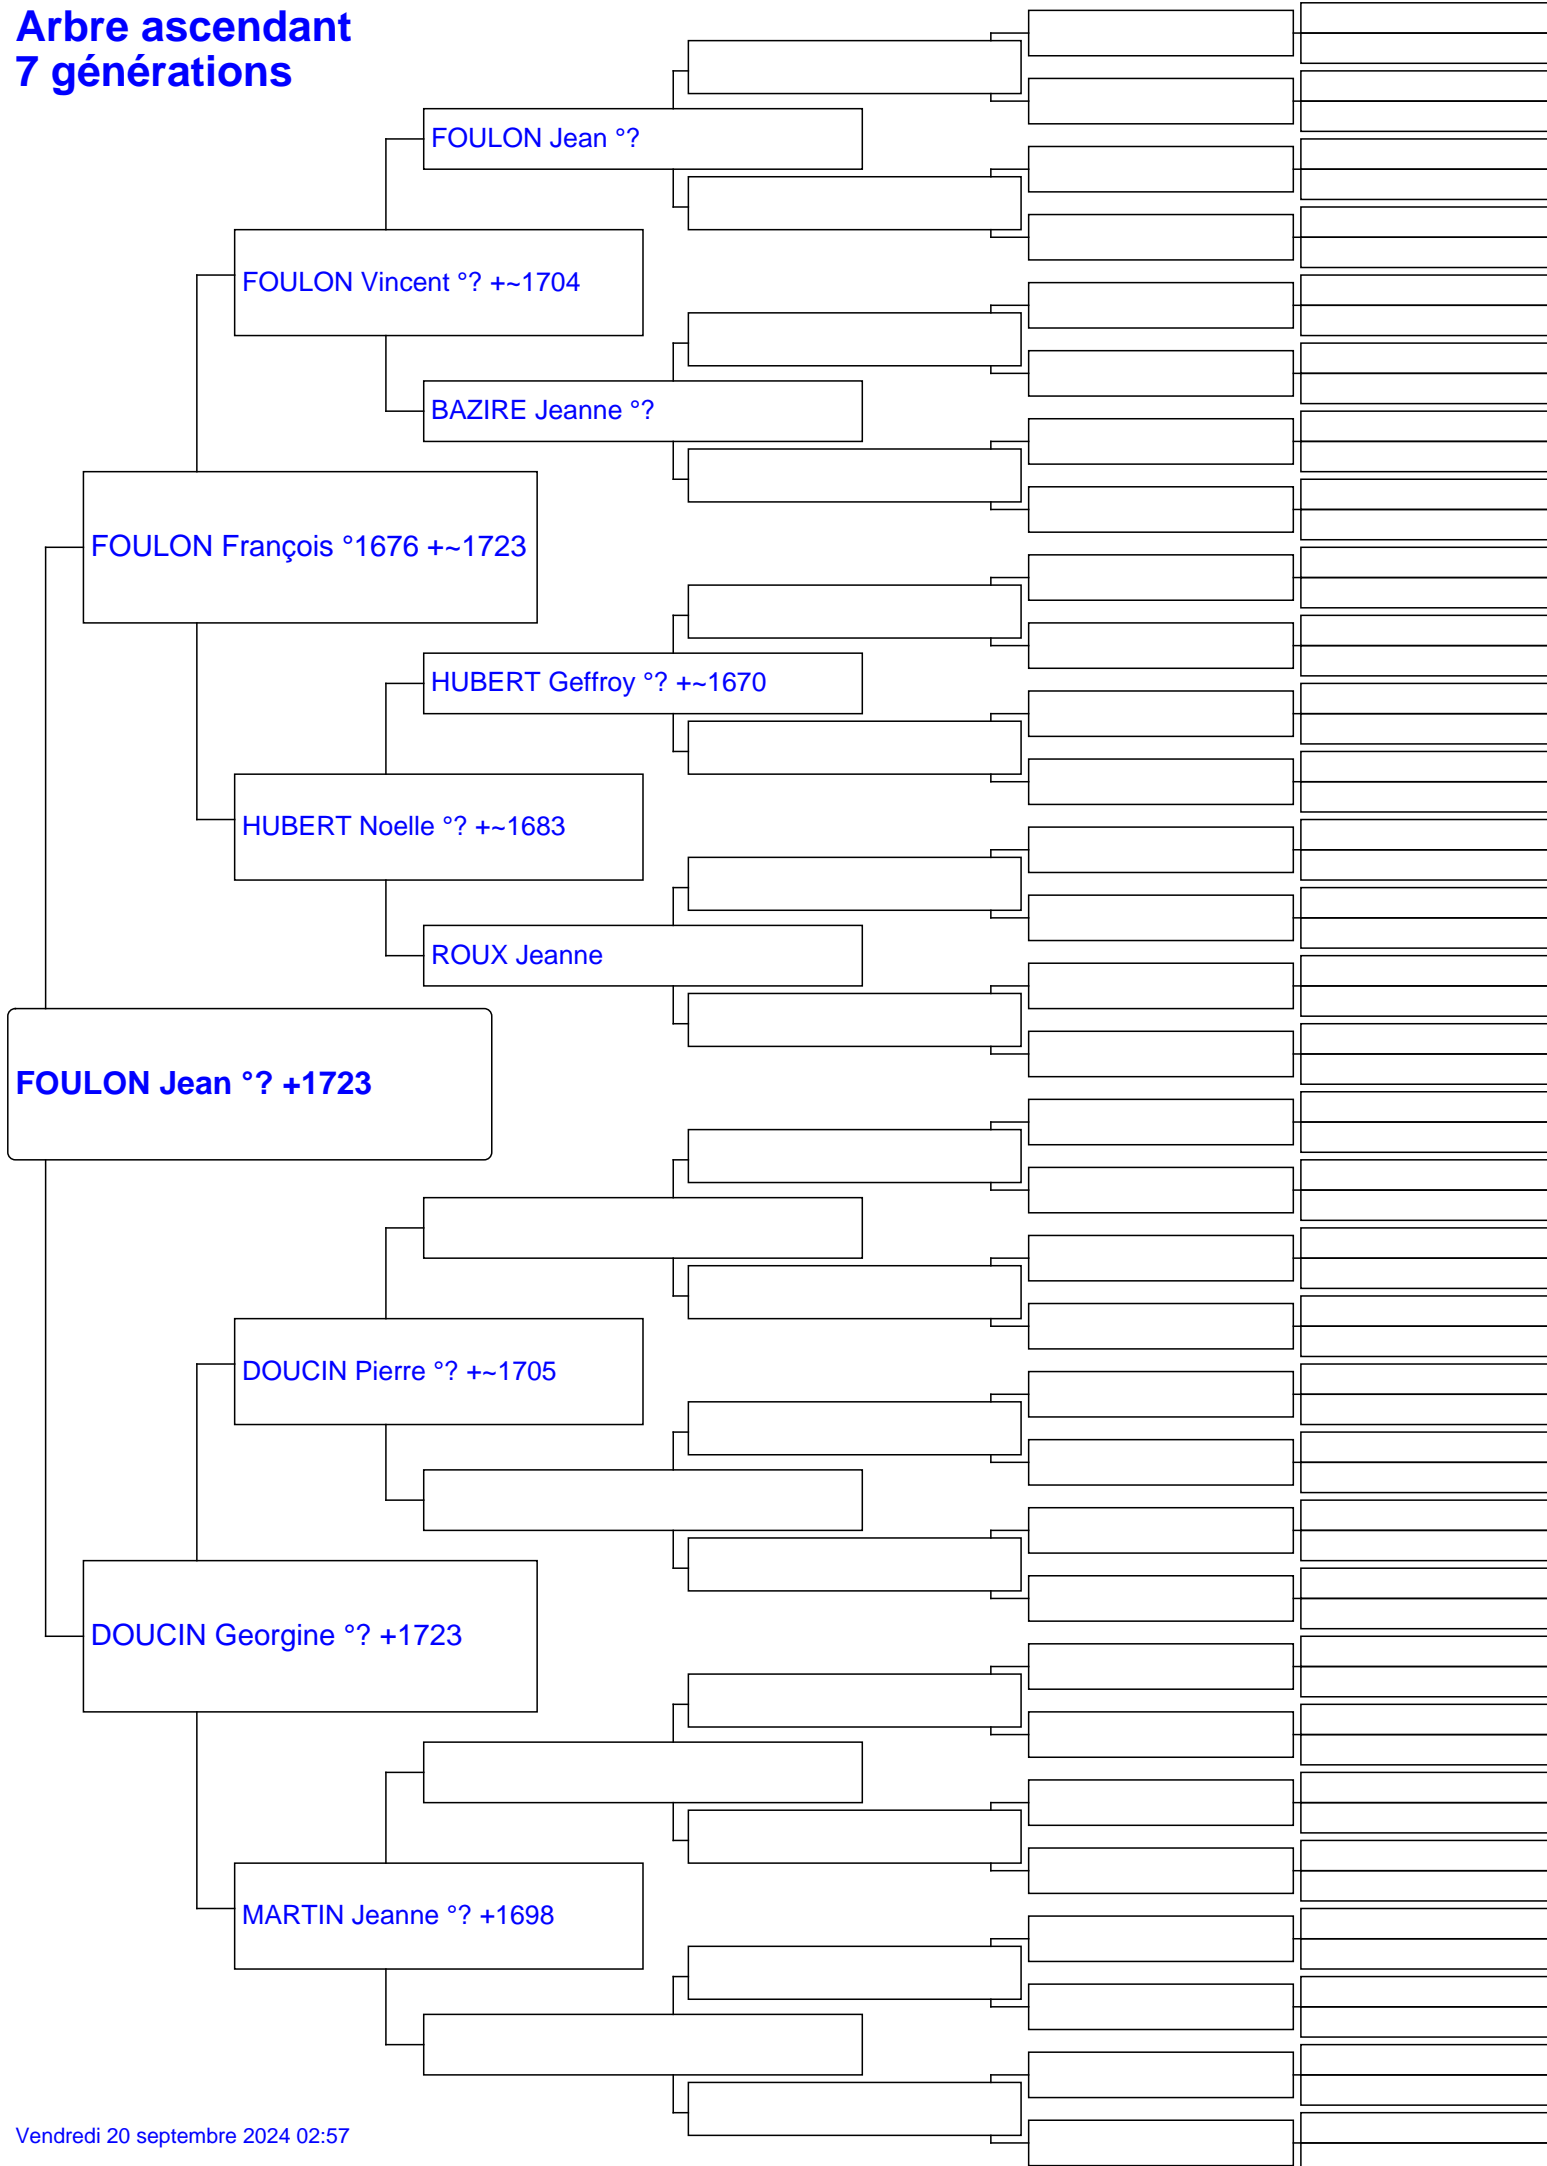 Arbre ascendant
7 générations
FOULON Jean °?
FOULON Vincent °? +~1704
BAZIRE Jeanne °?
FOULON François °1676 +~1723
HUBERT Geffroy °? +~1670
HUBERT Noelle °? +~1683
ROUX Jeanne
FOULON Jean °? +1723
DOUCIN Pierre °? +~1705
DOUCIN Georgine °? +1723
MARTIN Jeanne °? +1698
Vendredi 20 septembre 2024 02:57